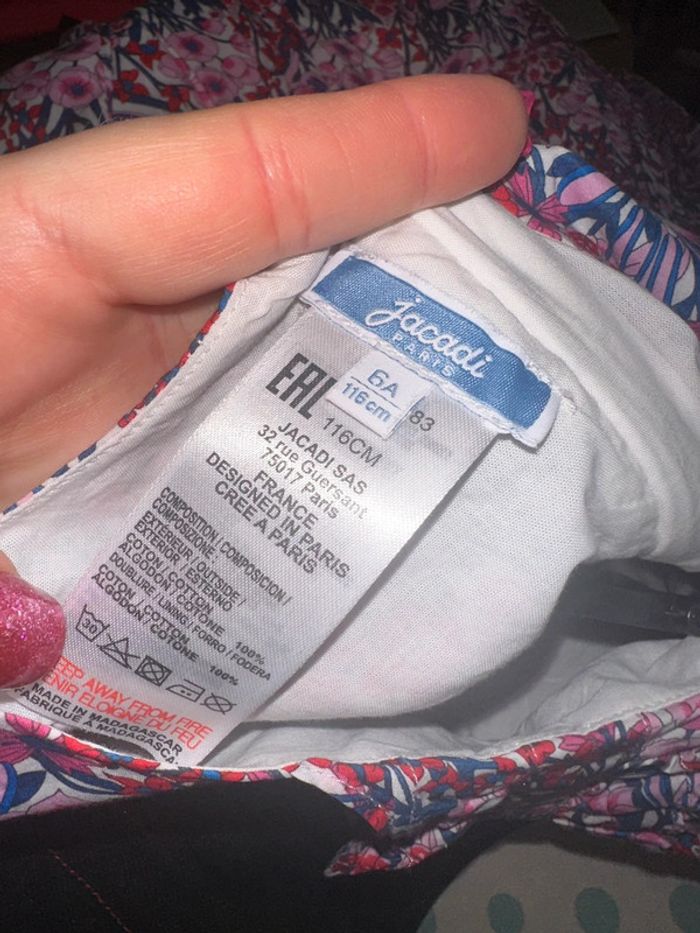 jacadi
PARIS
6A
116cm
83
EAC
116CM
JACADI SAS
32 rue Guersant
75017 Paris
FRANCE
DESIGNED IN PARIS
CREE A PARIS
COMPOSITION / COMPOSICION /
COMPOSIZIONE:
EXTERIEUR / OUTSIDE /
EXTERIOR / ESTERNO
COTON / COTTON
ALGODON / COTONE 100%
DOUBLURE / LINING / FORRO / FODERA
COTON / COTTON
ALGODON / COTONE 100%
30
KEEP AWAY FROM FIRE
TENIR ELOIGNE DU FEU
MADE IN MADAGASCAR
FABRIQUE A MADAGASCAR